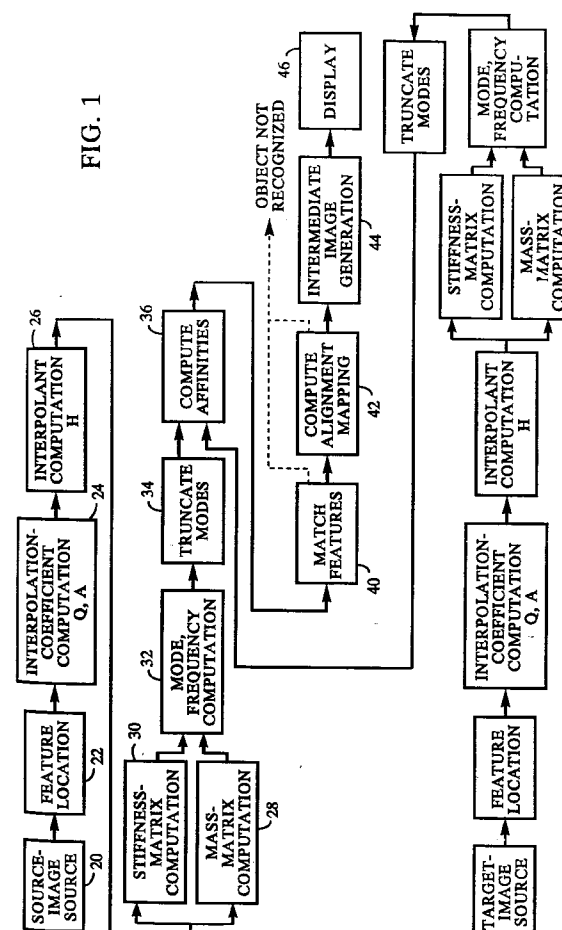 FIG. 1
SOURCE-
IMAGE
SOURCE
20
FEATURE
LOCATION
22
INTERPOLATION-
COEFFICIENT
COMPUTATION
Q, A
24
INTERPOLANT
COMPUTATION
H
26
STIFFNESS-
MATRIX
COMPUTATION
30
MASS-
MATRIX
COMPUTATION
28
MODE,
FREQUENCY
COMPUTATION
32
TRUNCATE
MODES
34
COMPUTE
AFFINITIES
36
MATCH
FEATURES
40
COMPUTE
ALIGNMENT
MAPPING
42
INTERMEDIATE
IMAGE
GENERATION
44
DISPLAY
46
OBJECT NOT
RECOGNIZED
TARGET-
IMAGE
SOURCE
FEATURE
LOCATION
INTERPOLATION-
COEFFICIENT
COMPUTATION
Q, A
INTERPOLANT
COMPUTATION
H
STIFFNESS-
MATRIX
COMPUTATION
MASS-
MATRIX
COMPUTATION
MODE,
FREQUENCY
COMPU-
TATION
TRUNCATE
MODES